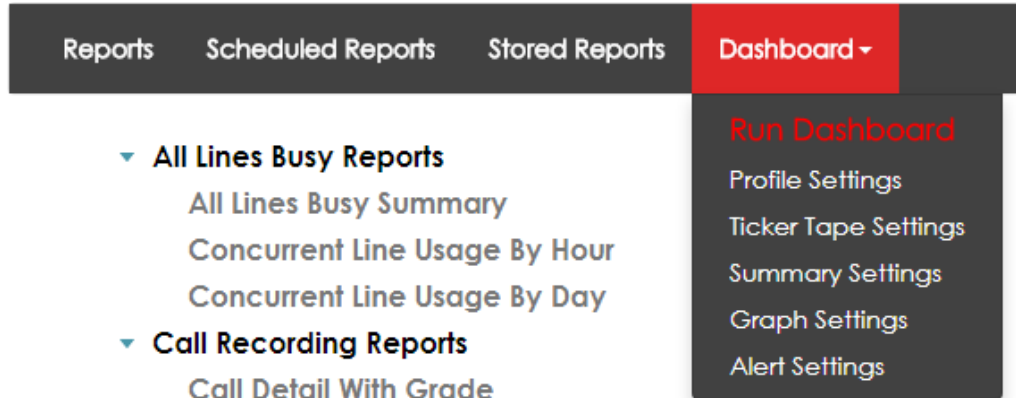 Reports Scheduled Reports Stored Reports Dashboard
Run Dashboard
Profile Settings
Ticker Tape Settings
Summary Settings
Graph Settings
Alert Settings
All Lines Busy Reports
All Lines Busy Summary
Concurrent Line Usage By Hour
Concurrent Line Usage By Day
Call Recording Reports
Call Detail With Grade